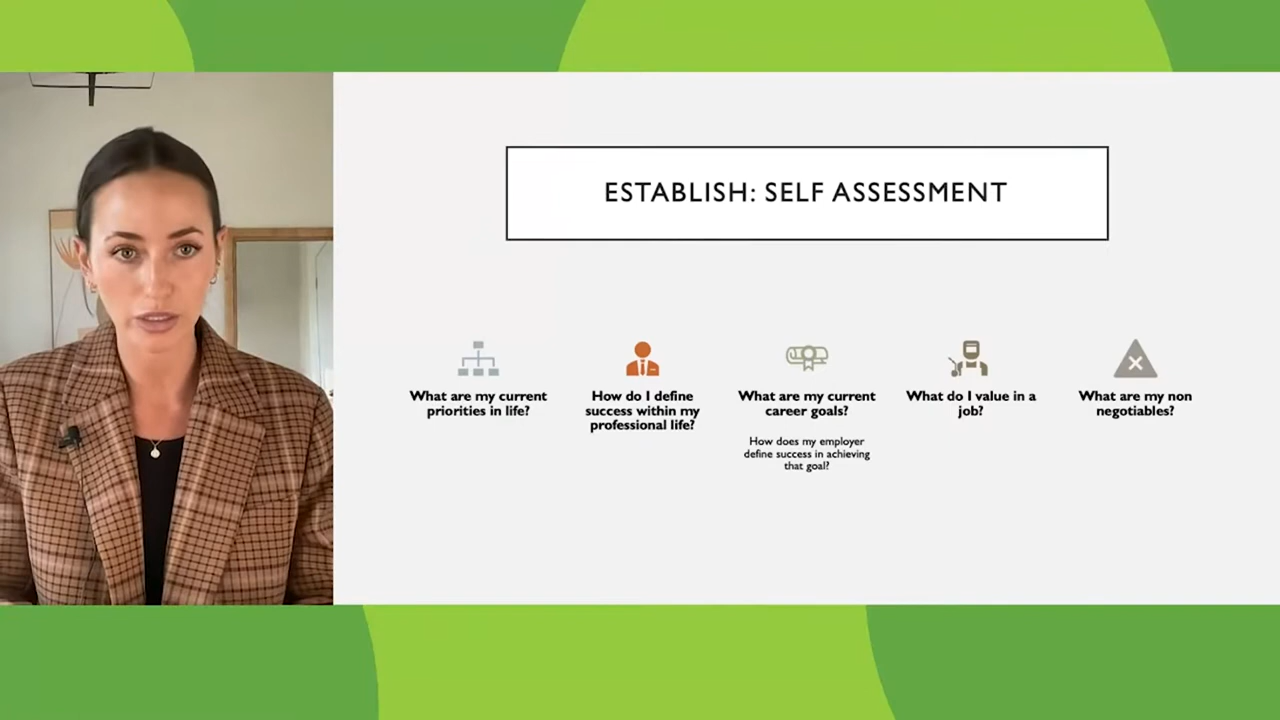 ESTABLISH: SELF ASSESSMENT
What are my current
priorities in life?
How do I define
success within my
professional life?
What are my current
career goals?
How does my employer
define success in achieving
that goal?
What do I value in a
job?
What are my non
negotiables?